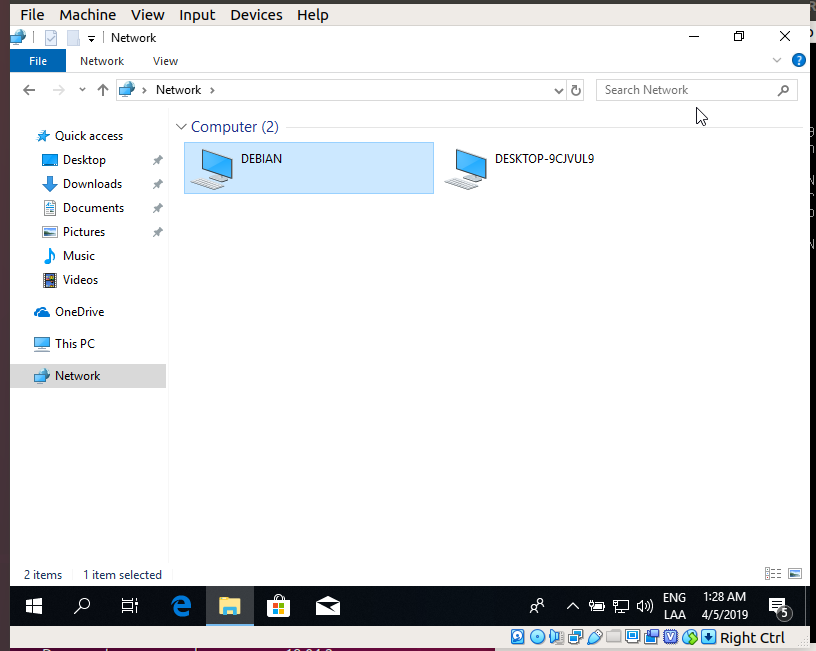 File Machine View Input Devices Help
Network
File Network View
Network
Search Network
Quick access
Desktop
Downloads
Documents
Pictures
Music
Videos
OneDrive
This PC
Network
Computer (2)
DEBIAN
DESKTOP-9CJVUL9
2 items 1 item selected
ENG
LAA
1:28 AM
4/5/2019
5
Right Ctrl